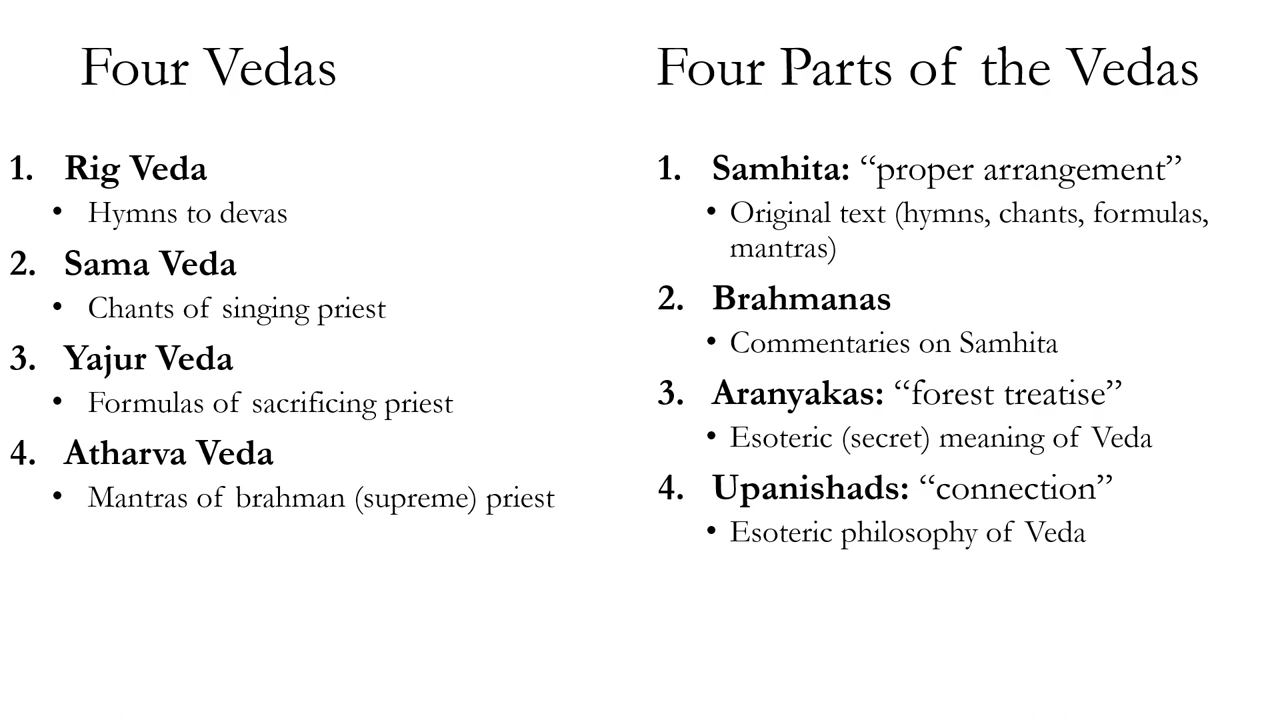 Four Vedas
1. Rig Veda
• Hymns to devas
2. Sama Veda
• Chants of singing priest
3. Yajur Veda
• Formulas of sacrificing priest
4. Atharva Veda
• Mantras of brahman (supreme) priest
Four Parts of the Vedas
1. Samhita: “proper arrangement”
• Original text (hymns, chants, formulas,
mantras)
2. Brahmanas
• Commentaries on Samhita
3. Aranyakas: “forest treatise”
• Esoteric (secret) meaning of Veda
4. Upanishads: “connection”
• Esoteric philosophy of Veda